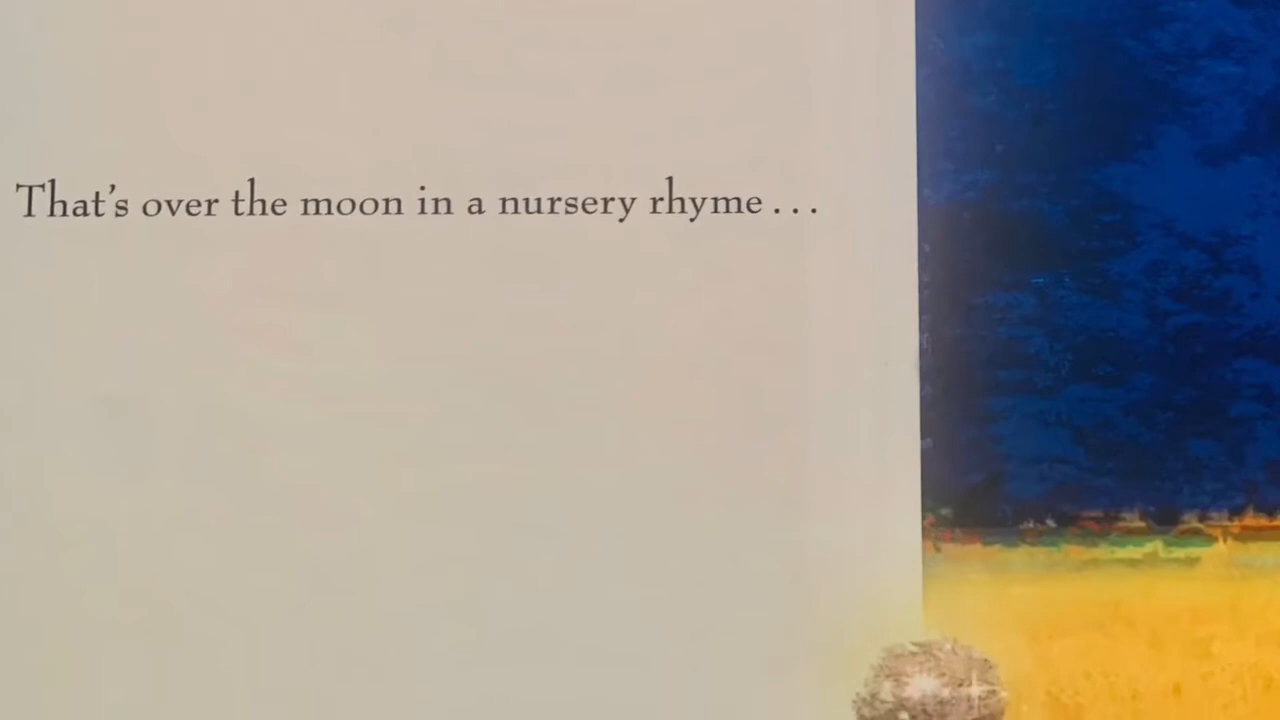 That's over the moon in a nursery rhyme . . .